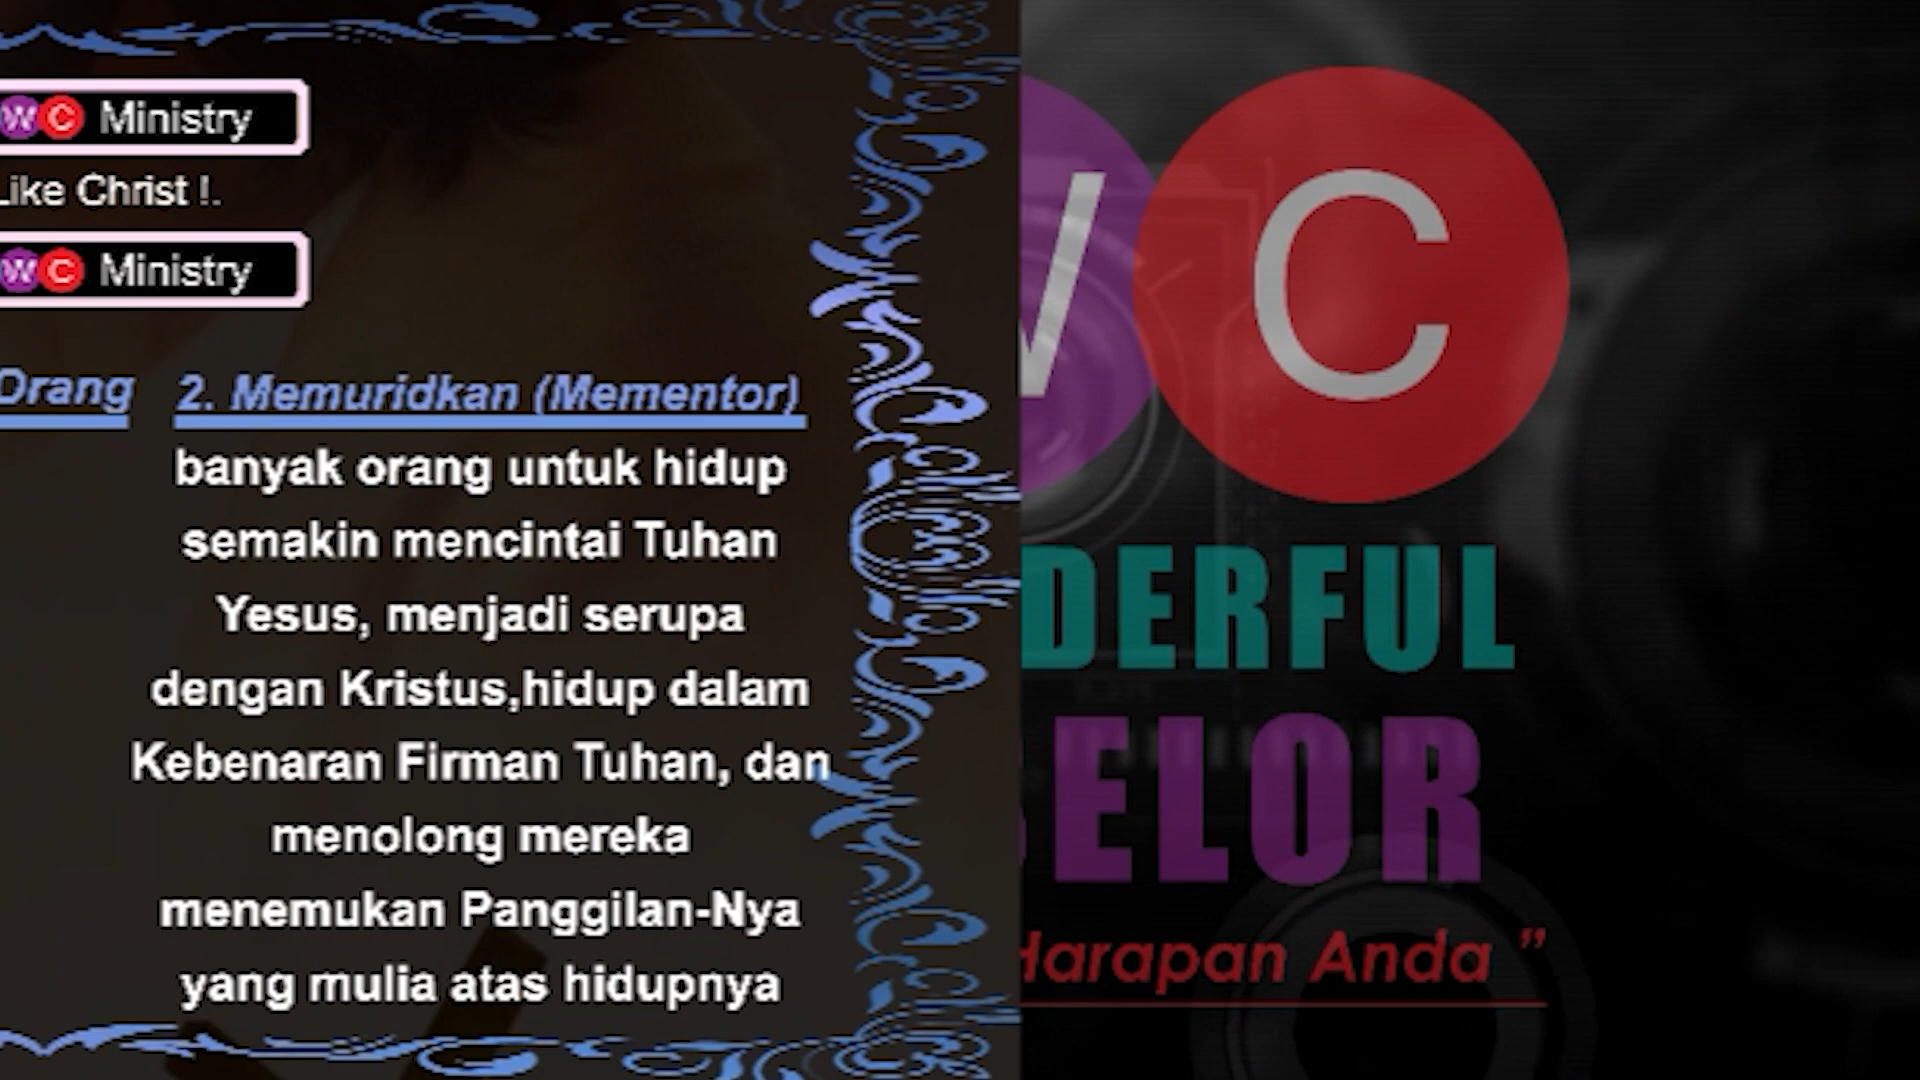 WC Ministry
Like Christ !.
WC Ministry
Orang
2. Memuridkan (Mementor)
banyak orang untuk hidup
semakin mencintai Tuhan
Yesus, menjadi serupa
dengan Kristus,hidup dalam
Kebenaran Firman Tuhan, dan
menolong mereka
menemukan Panggilan-Nya
yang mulia atas hidupnya
W C
DERFUL
ELOR
Harapan Anda ”